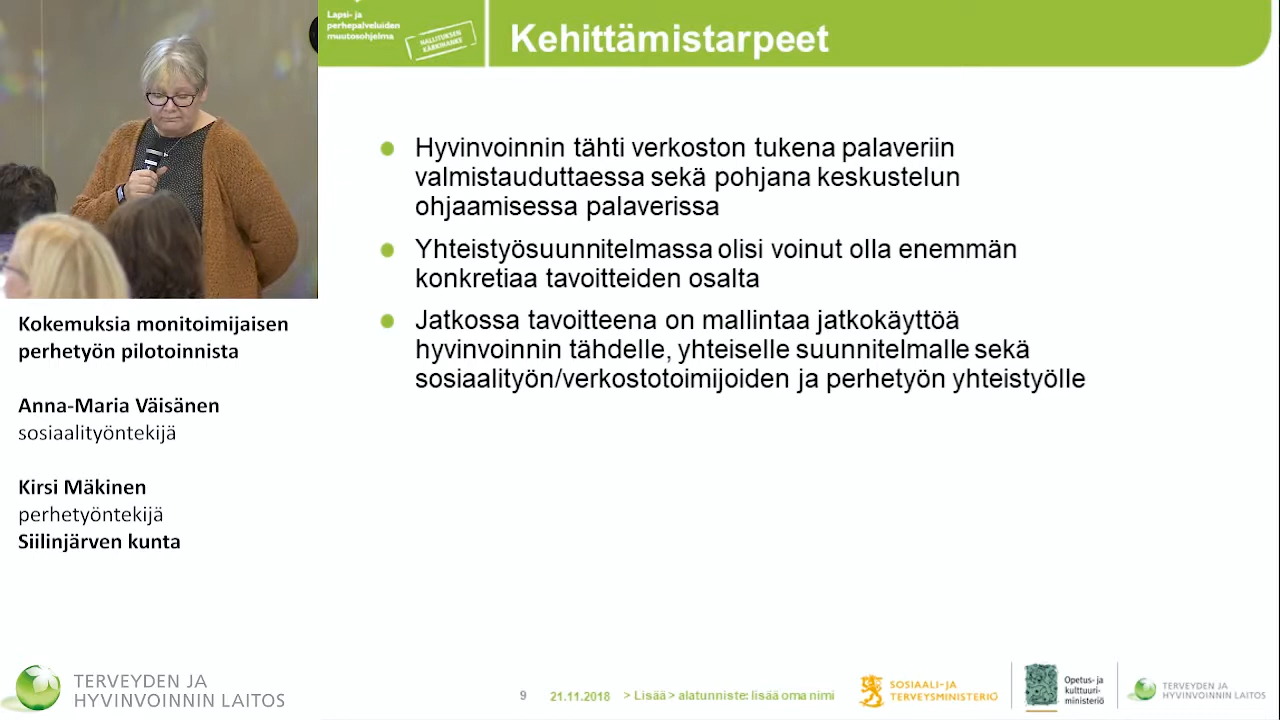 Lapsi- ja
perhepalveluiden
muutosohjelma
HALLITUKSEN
KÄRKIHANKE
Kehittämistarpeet
Hyvinvoinnin tähti verkoston tukena palaveriin
valmistauduttaessa sekä pohjana keskustelun
ohjaamisessa palaverissa
Yhteistyösuunnitelmassa olisi voinut olla enemmän
konkretiaa tavoitteiden osalta
Jatkossa tavoitteena on mallintaa jatkokäyttöä
hyvinvoinnin tähdelle, yhteiselle suunnitelmalle sekä
sosiaalityön/verkostotoimijoiden ja perhetyön yhteistyölle
Kokemuksia monitoimijaisen
perhetyön pilotoinnista
Anna-Maria Väisänen
sosiaalityöntekijä
Kirsi Mäkinen
perhetyöntekijä
Siilinjärven kunta
TERVEYDEN JA
HYVINVOINNIN LAITOS
9 21.11.2018 > Lisää > alatunniste: lisää oma nimi
SOSIAALI- JA
TERVEYSMINISTERIÖ
Opetus- ja
kulttuuri-
ministeriö
TERVEYDEN JA
HYVINVOINNIN LAITOS